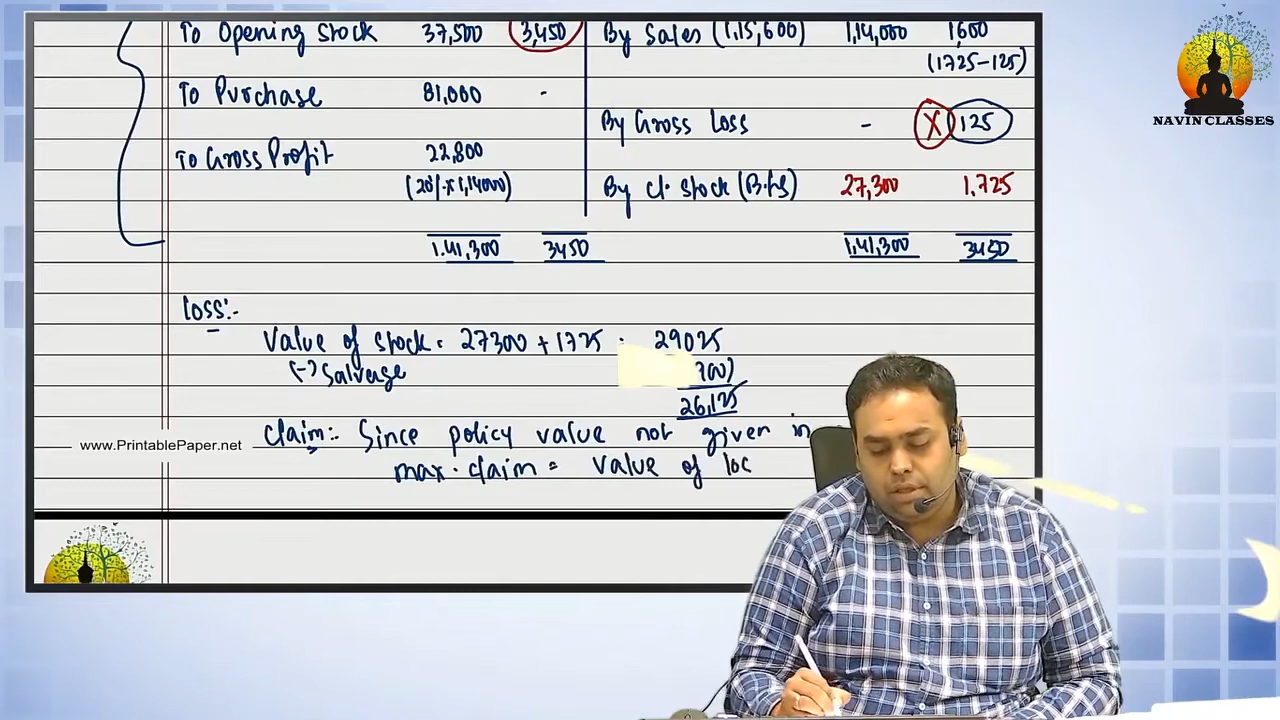 To Opening Stock 37,500 3,450 By Sales (1,15,600) 1,14,000 1,600
(1725-125)
To Purchase 81,000 -
By Gross Loss - X 125
To Gross Profit 22,800
(20%x1,14000) By cl. stock (B.f.g) 27,300 1,725
1,41,300 3450 1,41,300 3450
Loss:-
Value of stock = 27300 + 1725 = 29025
(-) Salvage 700)
26,125
Claim:- Since policy value not given in
max. claim = value of
www.PrintablePaper.net
NAVIN CLASSES